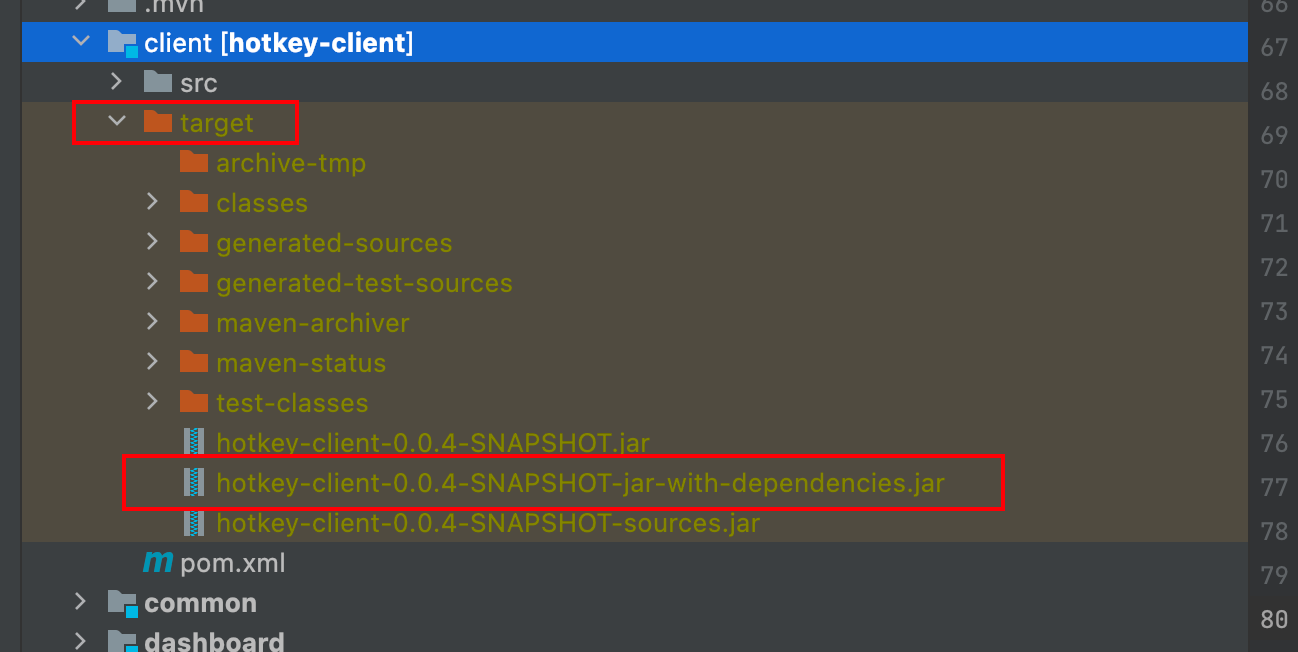 .mvn
66
client [hotkey-client]
67
src
68
target
69
archive-tmp
70
classes
71
generated-sources
72
generated-test-sources
73
maven-archiver
74
maven-status
75
test-classes
76
hotkey-client-0.0.4-SNAPSHOT.jar
77
hotkey-client-0.0.4-SNAPSHOT-jar-with-dependencies.jar
78
hotkey-client-0.0.4-SNAPSHOT-sources.jar
79
m pom.xml
80
common
dashboard